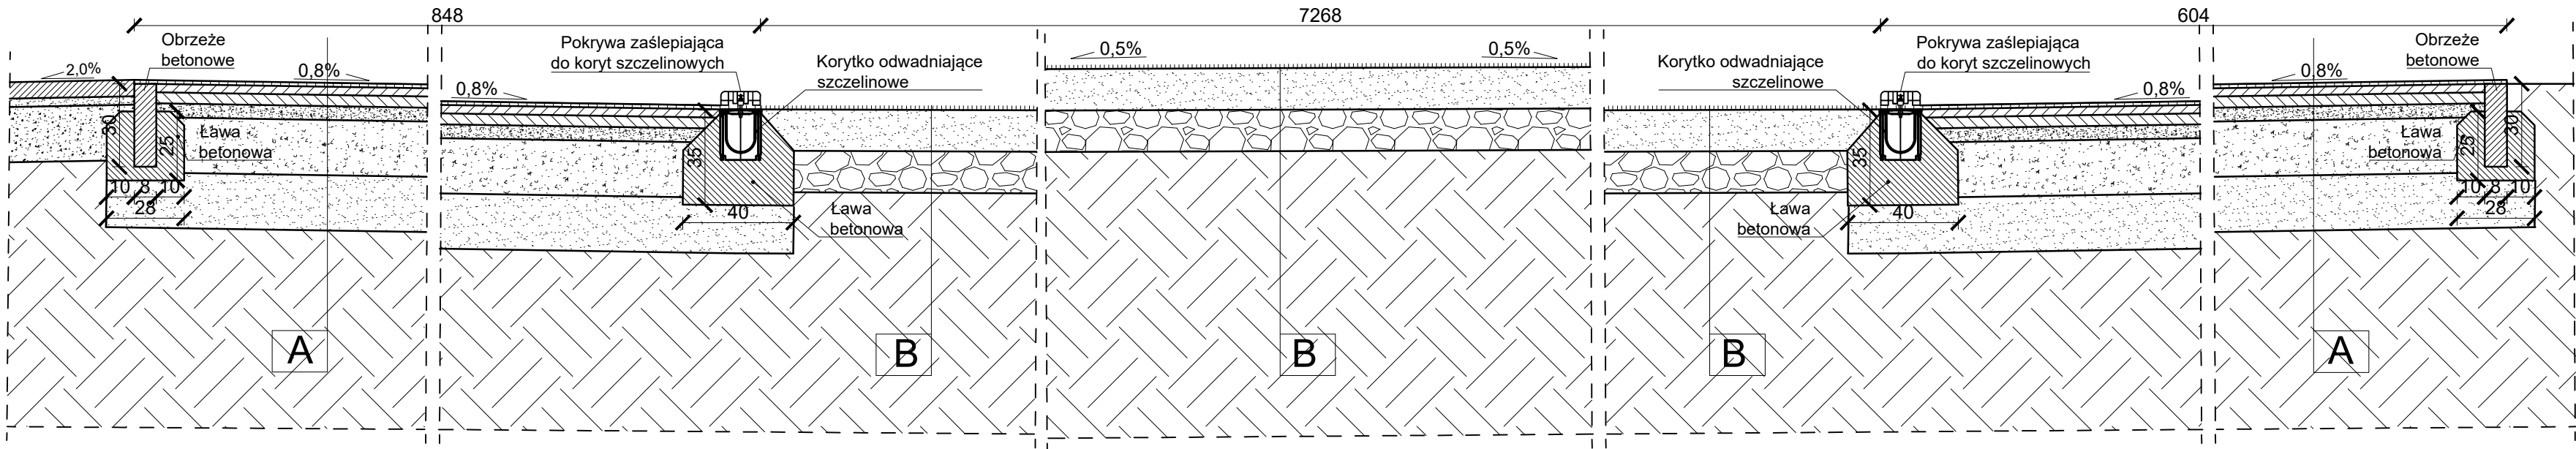 848
7268
604
Obrzeże
betonowe
2,0%
0,8%
30
25
Ława
betonowa
10 8 10
28
A
0,8%
Pokrywa zaślepiająca
do koryt szczelinowych
Korytko odwadniające
szczelinowe
35
40
Ława
betonowa
B
0,5%
0,5%
B
Korytko odwadniające
szczelinowe
Pokrywa zaślepiająca
do koryt szczelinowych
0,8%
35
40
Ława
betonowa
B
0,8%
Obrzeże
betonowe
Ława
betonowa
25
30
10 8 10
28
A